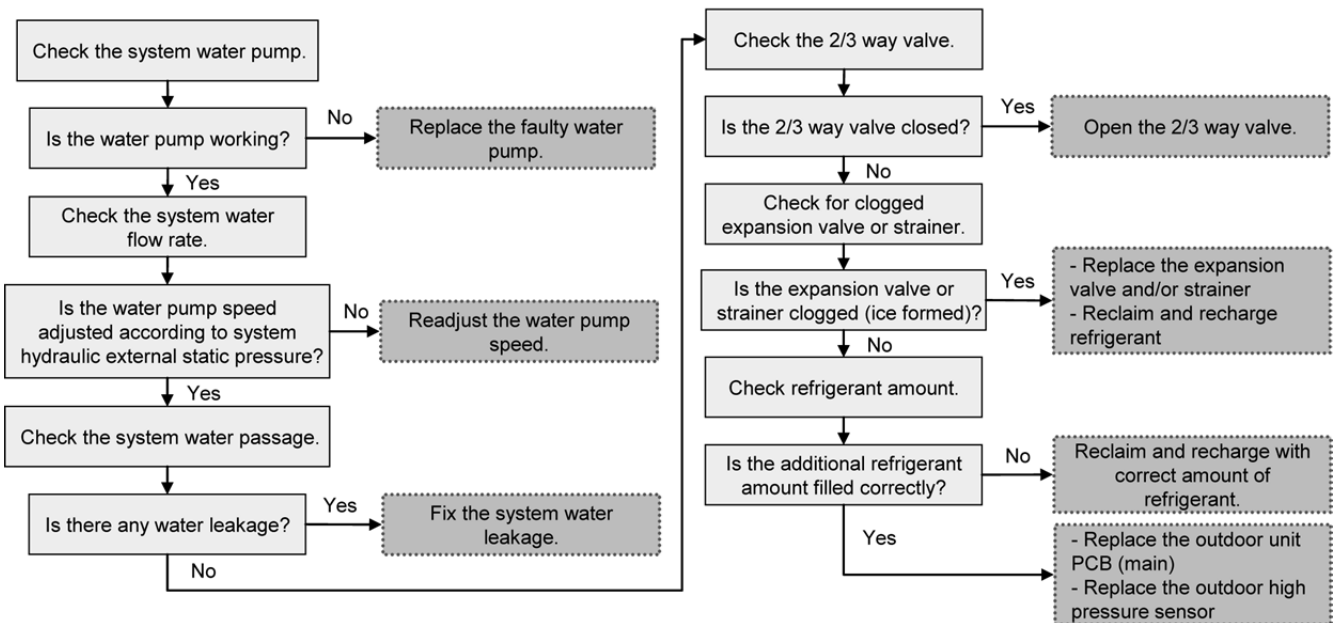 Check the system water pump.
Is the water pump working?
No
Replace the faulty water
pump.
Yes
Check the system water
flow rate.
Is the water pump speed
adjusted according to system
hydraulic external static pressure?
No
Readjust the water pump
speed.
Yes
Check the system water passage.
Is there any water leakage?
Yes
Fix the system water
leakage.
No
Check the 2/3 way valve.
Is the 2/3 way valve closed?
Yes
Open the 2/3 way valve.
No
Check for clogged
expansion valve or strainer.
Is the expansion valve or
strainer clogged (ice formed)?
Yes
- Replace the expansion
valve and/or strainer
- Reclaim and recharge
refrigerant
No
Check refrigerant amount.
Is the additional refrigerant
amount filled correctly?
No
Reclaim and recharge with
correct amount of
refrigerant.
Yes
- Replace the outdoor unit
PCB (main)
- Replace the outdoor high
pressure sensor